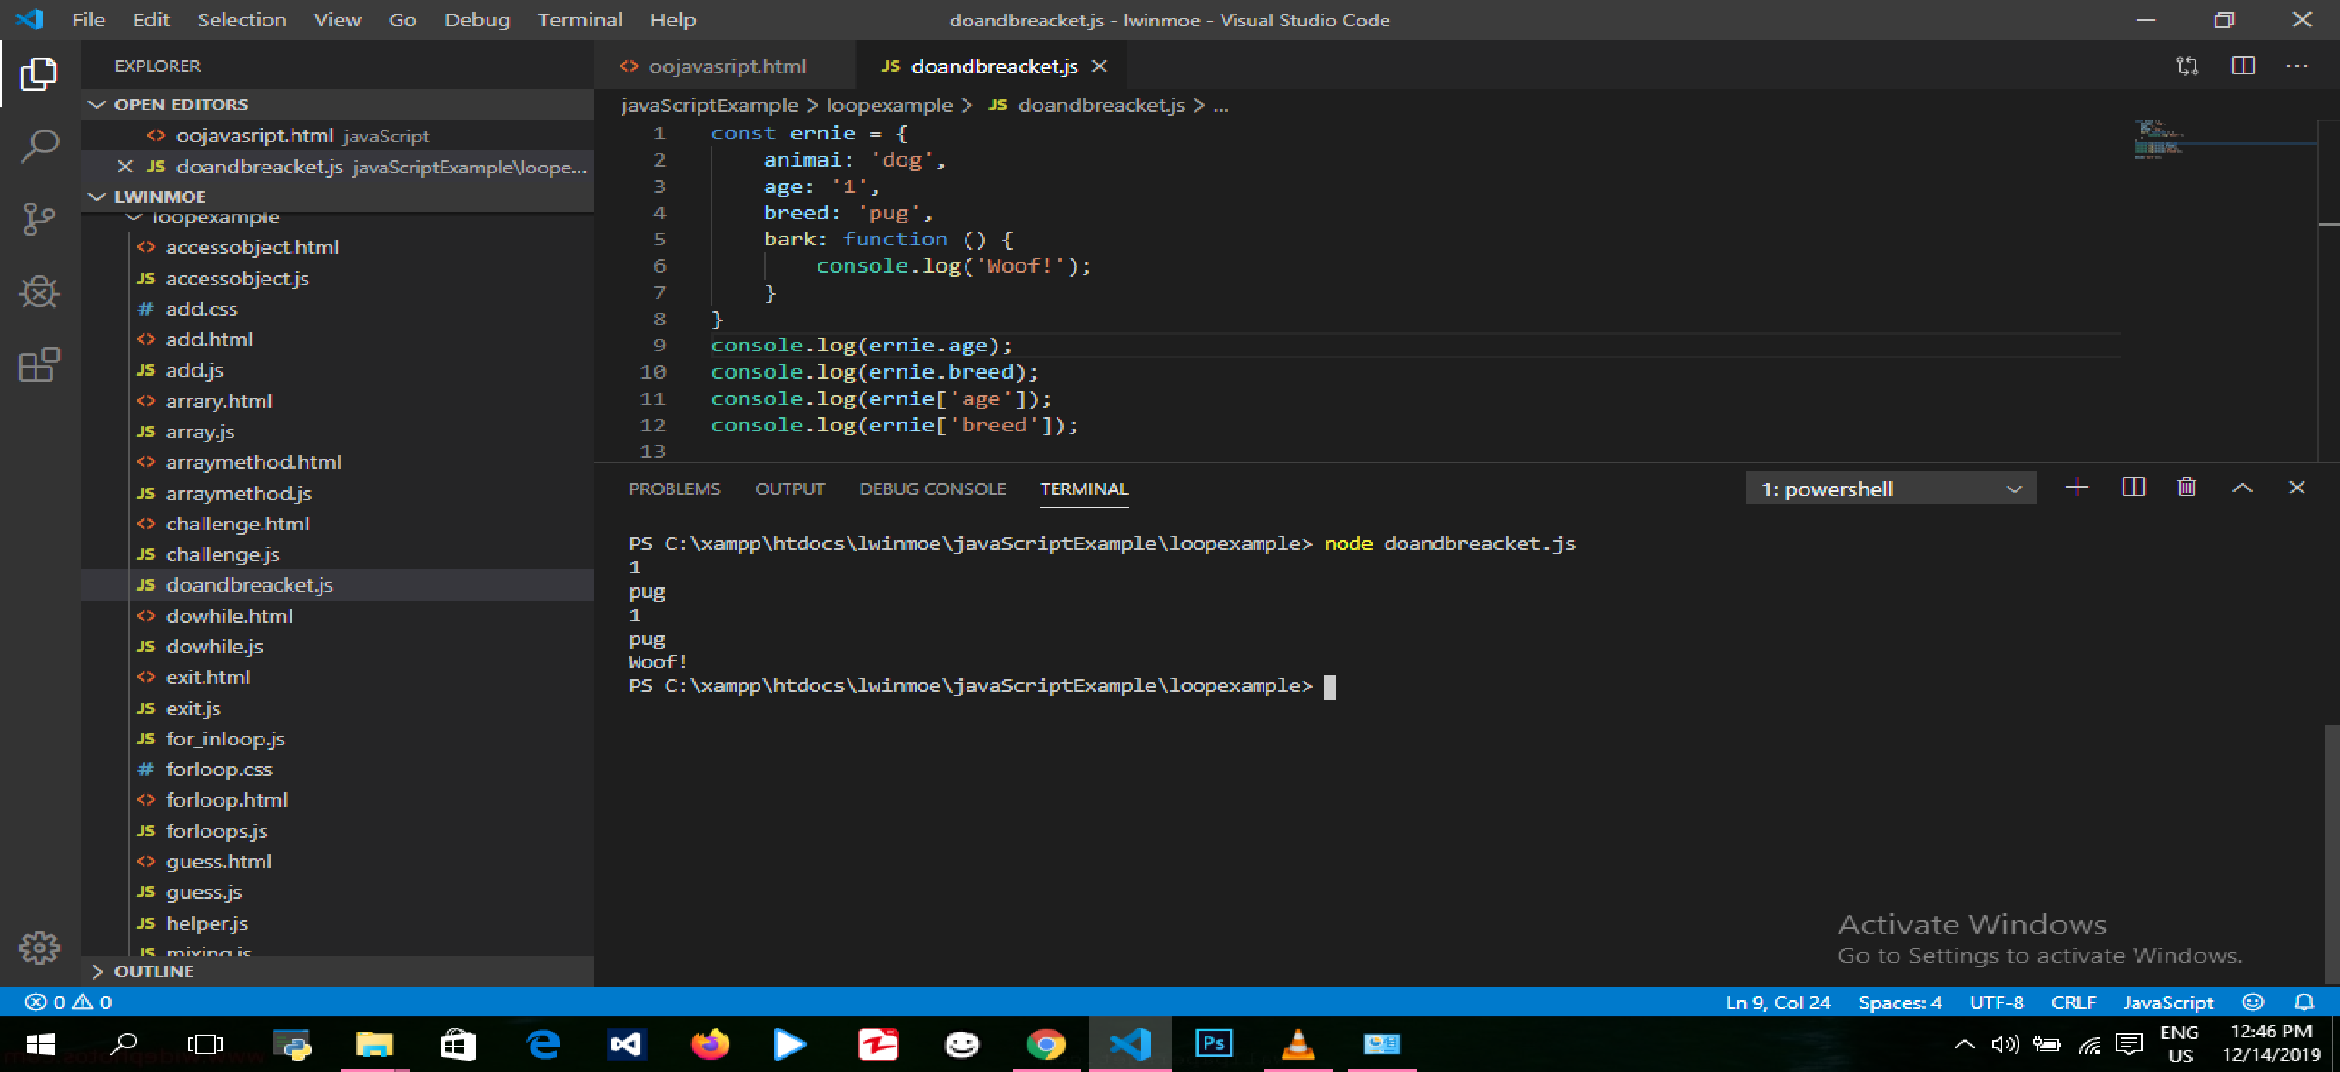 File Edit Selection View Go Debug Terminal Help
doandbreacket.js - lwinmoe - Visual Studio Code
EXPLORER
OPEN EDITORS
oojavasript.html javaScript
JS doandbreacket.js javaScriptExample\loope...
LWINMOE
loopexample
accessobject.html
JS accessobject.js
# add.css
add.html
JS add.js
arrary.html
JS array.js
arraymethod.html
JS arraymethod.js
challenge.html
JS challenge.js
JS doandbreacket.js
dowhile.html
JS dowhile.js
exit.html
JS exit.js
JS for_inloop.js
# forloop.css
forloop.html
JS forloops.js
guess.html
JS guess.js
JS helper.js
JS mixing.js
OUTLINE
oojavasript.html JS doandbreacket.js
javaScriptExample > loopexample > JS doandbreacket.js > ...
1 const ernie = {
2 animai: 'dog',
3 age: '1',
4 breed: 'pug',
5 bark: function () {
6 console.log('Woof!');
7 }
8 }
9 console.log(ernie.age);
10 console.log(ernie.breed);
11 console.log(ernie['age']);
12 console.log(ernie['breed']);
13
PROBLEMS OUTPUT DEBUG CONSOLE TERMINAL 1: powershell
PS C:\xampp\htdocs\lwinmoe\javaScriptExample\loopexample> node doandbreacket.js
1
pug
1
pug
Woof!
PS C:\xampp\htdocs\lwinmoe\javaScriptExample\loopexample>
Activate Windows
Go to Settings to activate Windows.
0 0 Ln 9, Col 24 Spaces: 4 UTF-8 CRLF JavaScript
Ps
ENG
US
12:46 PM
12/14/2019